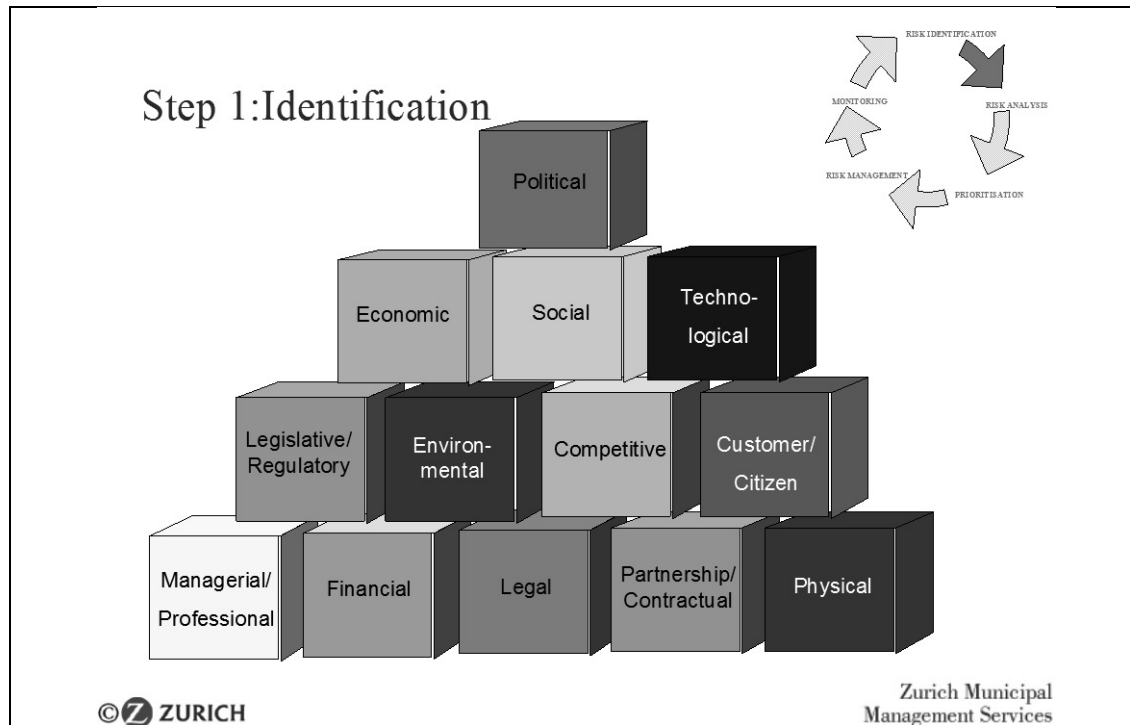 RISK IDENTIFICATION
Step 1:Identification
MONITORING
RISK ANALYSIS
RISK MANAGEMENT
PRIORITISATION
Political
Economic
Social
Techno-
logical
Legislative/
Regulatory
Environ-
mental
Competitive
Customer/
Citizen
Managerial/
Professional
Financial
Legal
Partnership/
Contractual
Physical
© Z ZURICH
Zurich Municipal
Management Services